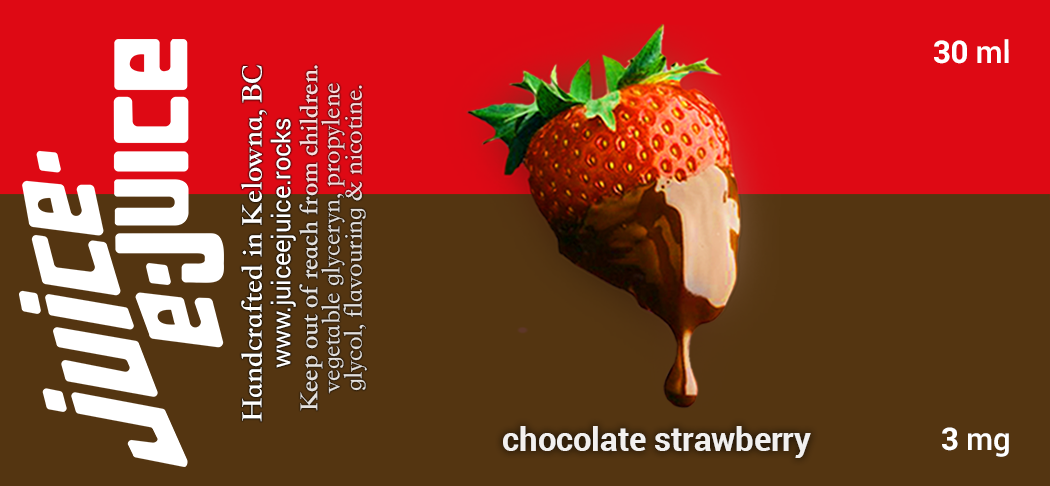 juice·
e·juice
Handcrafted in Kelowna, BC
www.juiceejuice.rocks
Keep out of reach from children.
vegetable glyceryn, propylene
glycol, flavouring & nicotine.
30 ml
chocolate strawberry
3 mg